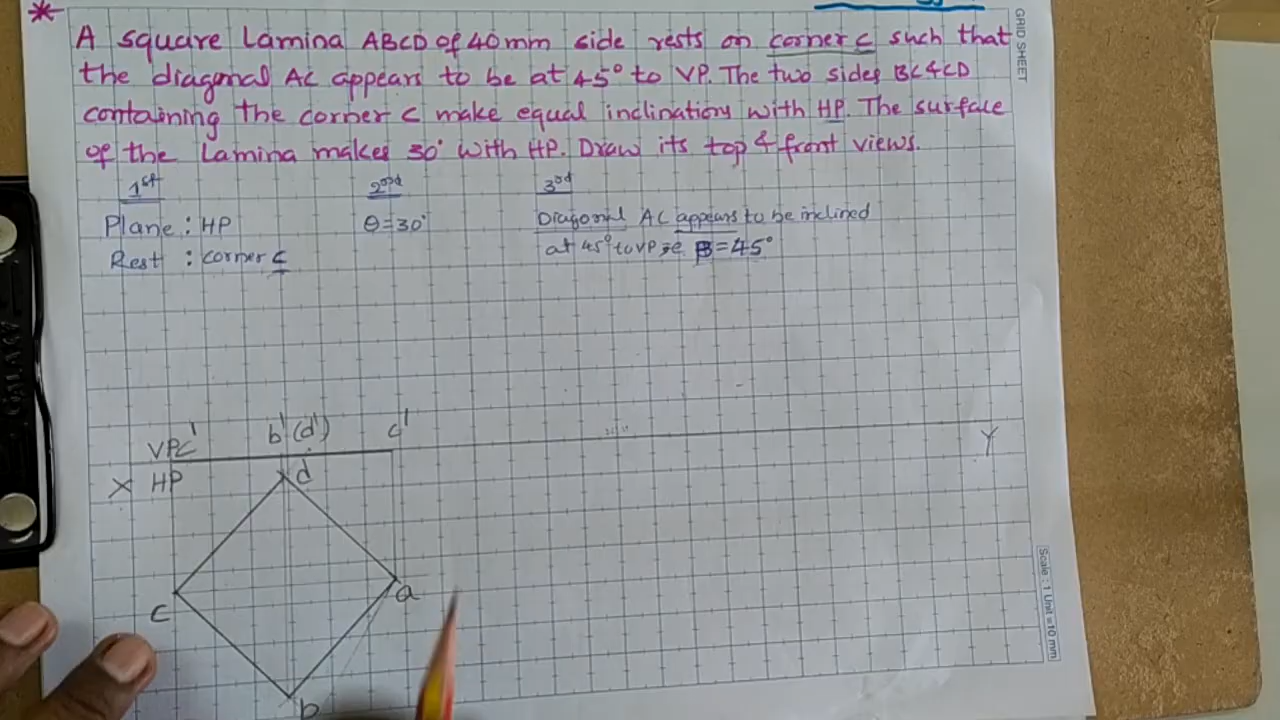 A square Lamina ABCD of 40mm side rests on corner c such that
the diagonal AC appears to be at 45° to VP. The two sides BC&CD
containing the corner c make equal inclinations with HP. The surface
of the Lamina makes 30° with HP. Draw its top & front views.
1st 2nd 3rd
Plane: HP θ=30° Diagonal AC appears to be inclined
Rest : corner c at 45° to VP ie β=45°
b'(d') c'
VP c' Y
X HP d
c a
b
GRID SHEET
Scale : 1 Unit = 10 mm